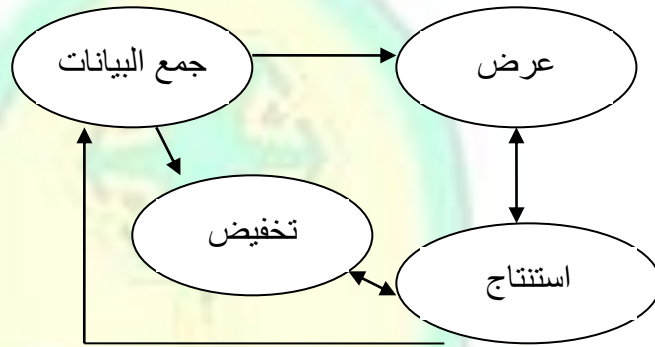 جمع البيانات
عرض
تخفيض
استنتاج